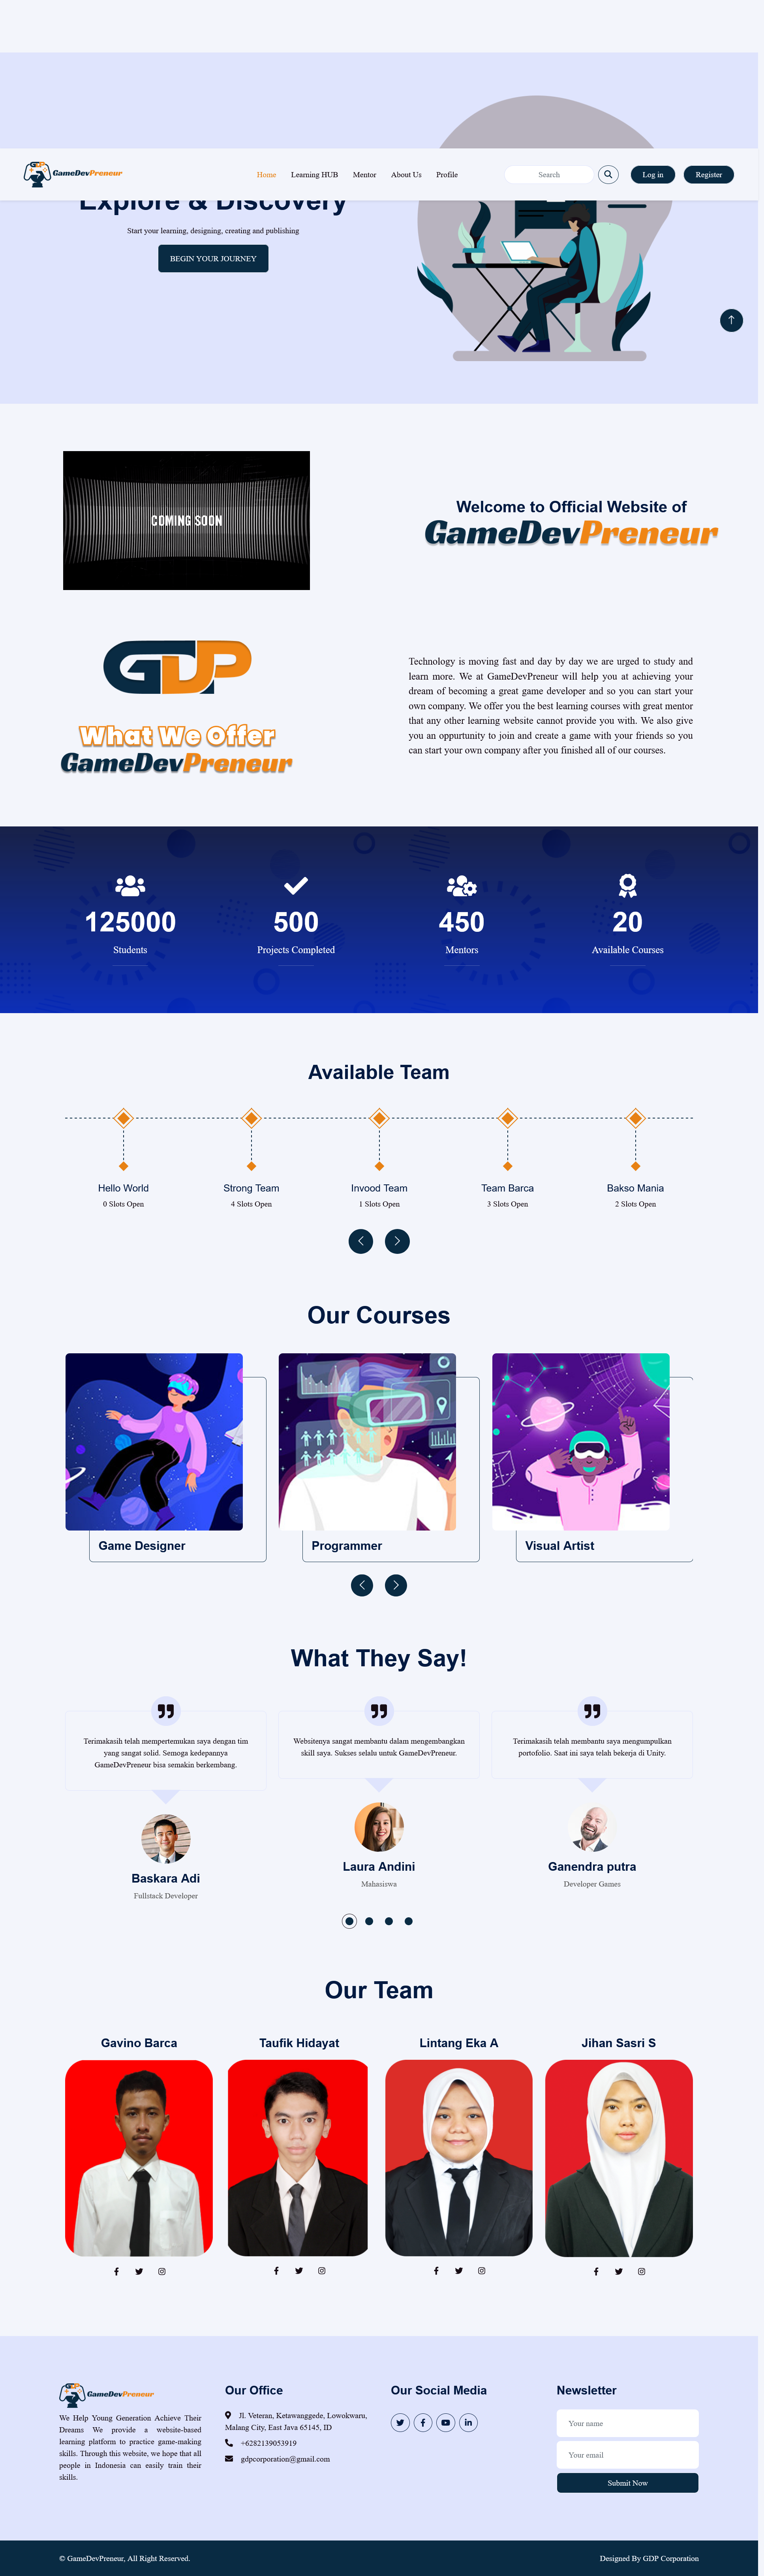 GDP
GameDevPreneur
Home
Learning HUB
Mentor
About Us
Profile
Search
Log in
Register
Explore & Discovery
Start your learning, designing, creating and publishing
BEGIN YOUR JOURNEY
COMING SOON
Welcome to Official Website of
GameDevPreneur
GDP
What We Offer
GameDevPreneur
Technology is moving fast and day by day we are urged to study and
learn more. We at GameDevPreneur will help you at achieving your
dream of becoming a great game developer and so you can start your
own company. We offer you the best learning courses with great mentor
that any other learning website cannot provide you with. We also give
you an oppurtunity to join and create a game with your friends so you
can start your own company after you finished all of our courses.
125000
Students
500
Projects Completed
450
Mentors
20
Available Courses
Available Team
Hello World
0 Slots Open
Strong Team
4 Slots Open
Invood Team
1 Slots Open
Team Barca
3 Slots Open
Bakso Mania
2 Slots Open
Our Courses
Game Designer
Programmer
Visual Artist
What They Say!
Terimakasih telah mempertemukan saya dengan tim
yang sangat solid. Semoga kedepannya
GameDevPreneur bisa semakin berkembang.
Baskara Adi
Fullstack Developer
Websitenya sangat membantu dalam mengembangkan
skill saya. Sukses selalu untuk GameDevPreneur.
Laura Andini
Mahasiswa
Terimakasih telah membantu saya mengumpulkan
portofolio. Saat ini saya telah bekerja di Unity.
Ganendra putra
Developer Games
Our Team
Gavino Barca
Taufik Hidayat
Lintang Eka A
Jihan Sasri S
GDP
GameDevPreneur
We Help Young Generation Achieve Their
Dreams We provide a website-based
learning platform to practice game-making
skills. Through this website, we hope that all
people in Indonesia can easily train their
skills.
Our Office
Jl. Veteran, Ketawanggede, Lowokwaru,
Malang City, East Java 65145, ID
+6282139053919
gdpcorporation@gmail.com
Our Social Media
Newsletter
Your name
Your email
Submit Now
© GameDevPreneur, All Right Reserved.
Designed By GDP Corporation